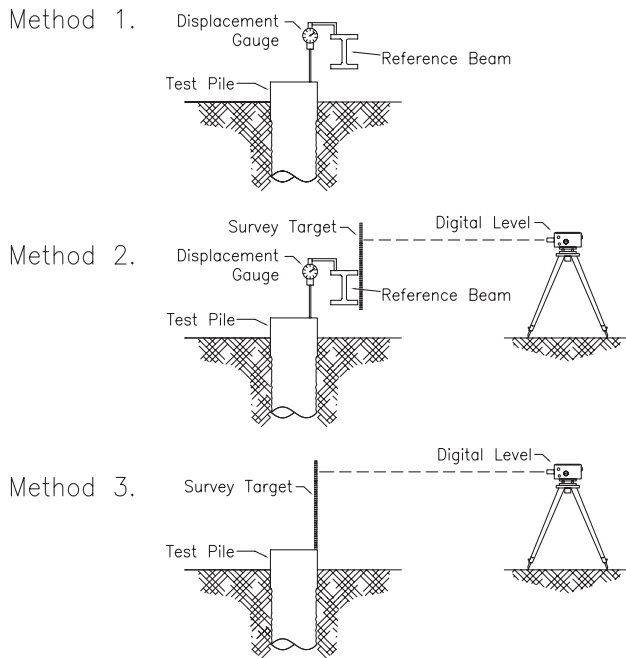 Method 1.
Displacement
Gauge
Reference Beam
Test Pile
Survey Target
Digital Level
Method 2.
Displacement
Gauge
Reference Beam
Test Pile
Digital Level
Method 3.
Survey Target
Test Pile